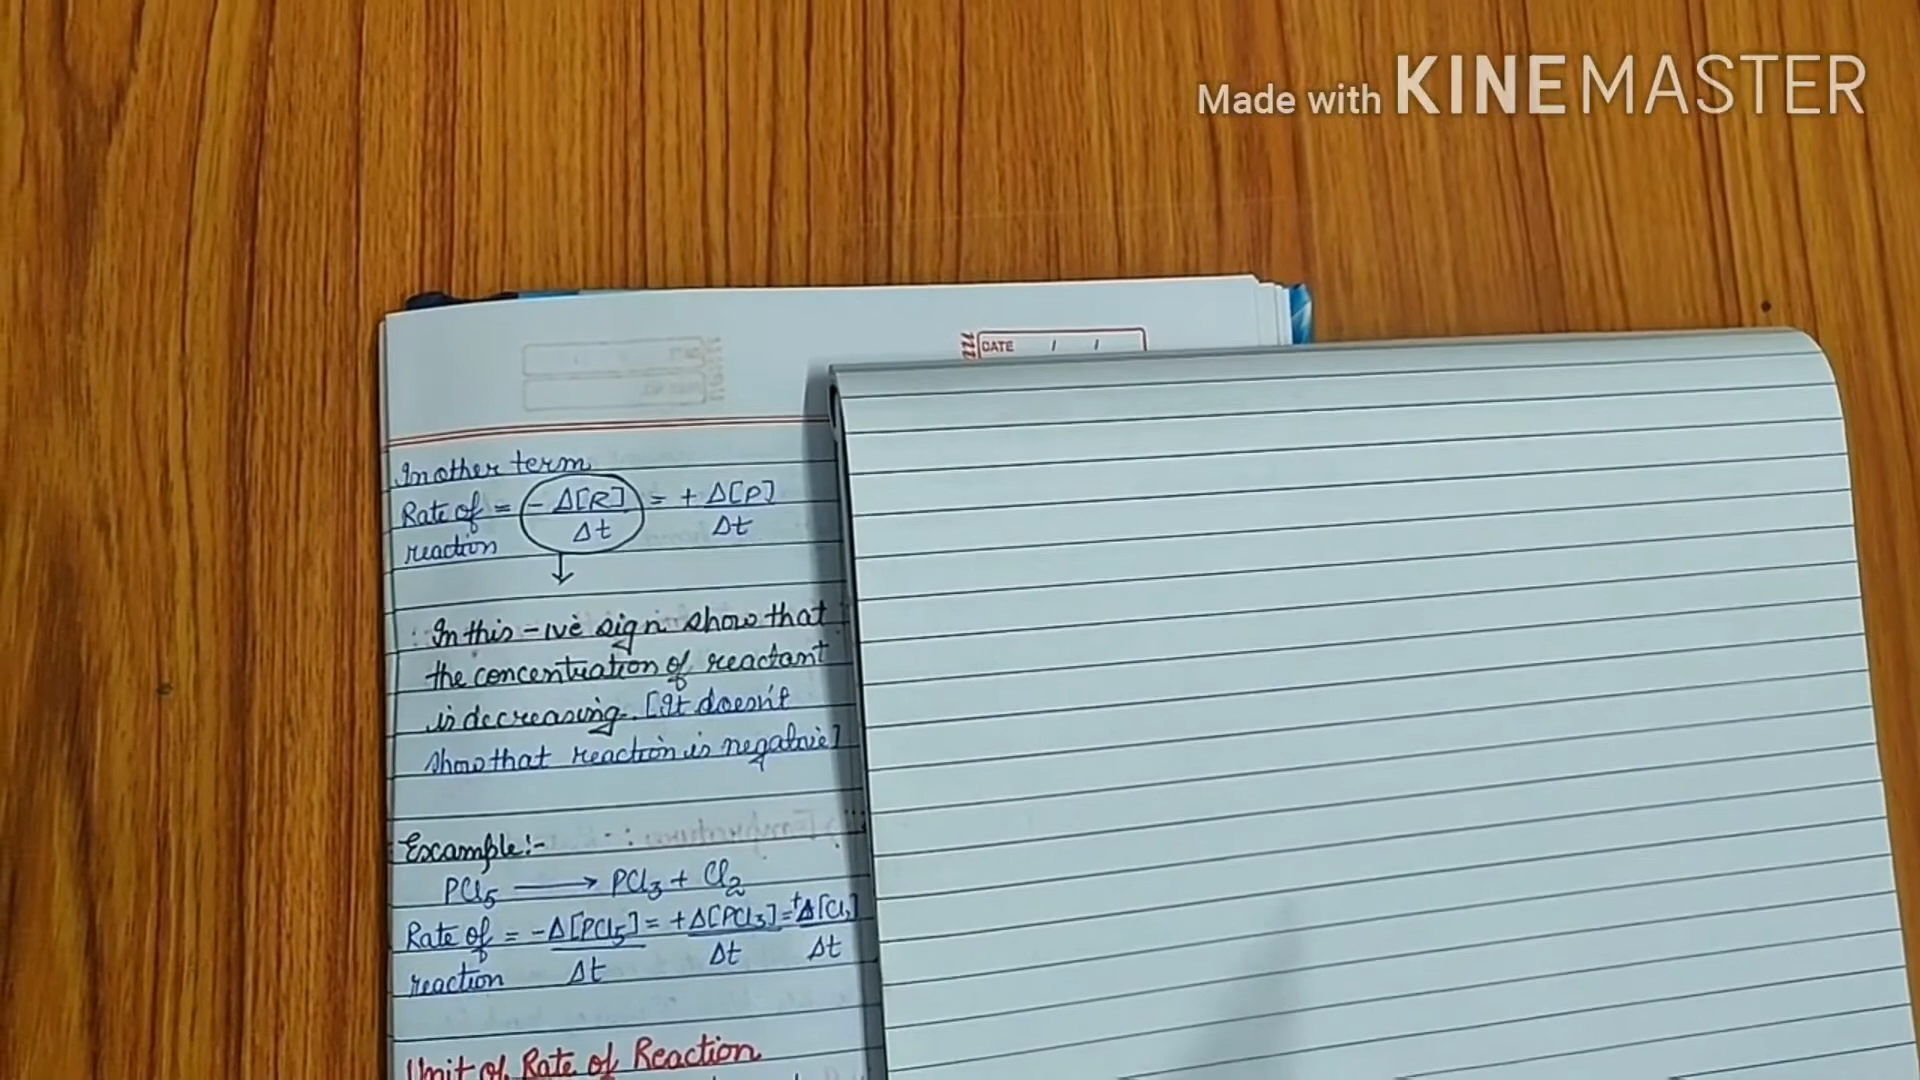 Made with KINEMASTER
DATE / /
In other term
Rate of reaction = -Δ[R]/Δt = +Δ[P]/Δt
In this -ive sign show that
the concentration of reactant
is decreasing. [It doesn't
show that reaction is negative]
Example:-
PCl5 ⟶ PCl3 + Cl2
Rate of reaction = -Δ[PCl5]/Δt = +Δ[PCl3]/Δt = +Δ[Cl2]/Δt
Unit of Rate of Reaction